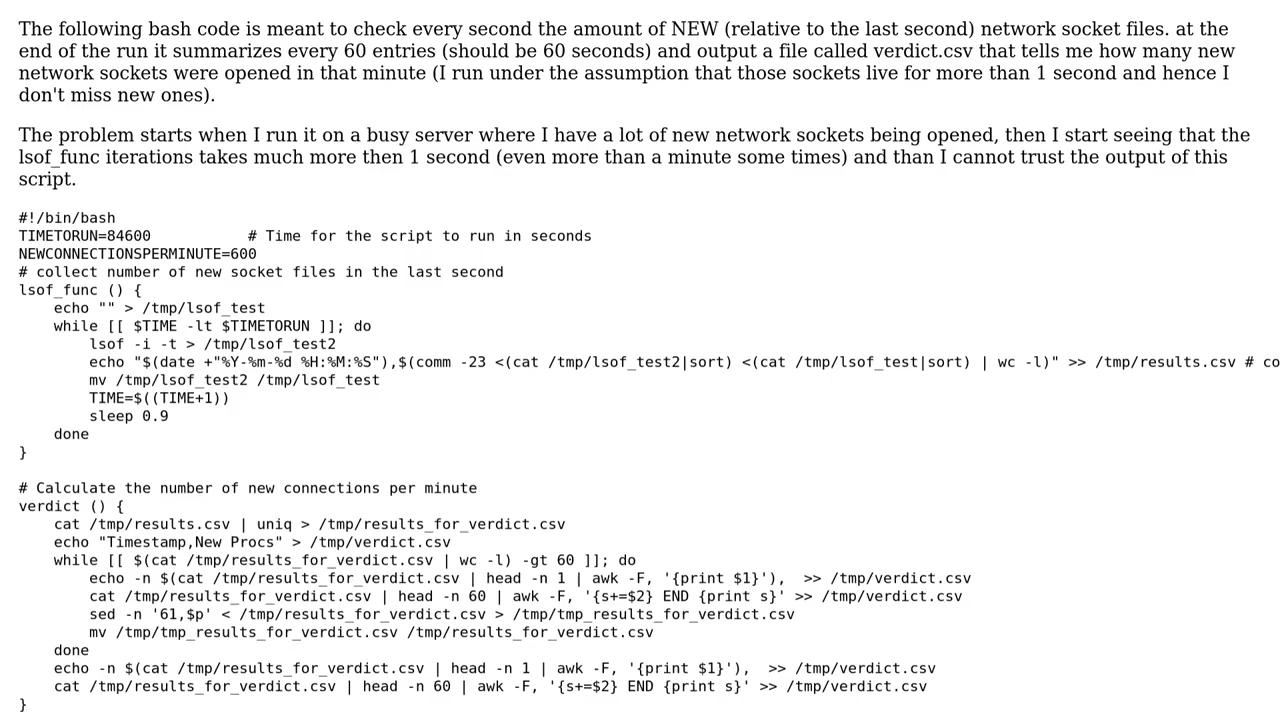 The following bash code is meant to check every second the amount of NEW (relative to the last second) network socket files. at the
end of the run it summarizes every 60 entries (should be 60 seconds) and output a file called verdict.csv that tells me how many new
network sockets were opened in that minute (I run under the assumption that those sockets live for more than 1 second and hence I
don't miss new ones).
The problem starts when I run it on a busy server where I have a lot of new network sockets being opened, then I start seeing that the
lsof_func iterations takes much more then 1 second (even more than a minute some times) and than I cannot trust the output of this
script.
#!/bin/bash
TIMETORUN=84600           # Time for the script to run in seconds
NEWCONNECTIONSPERMINUTE=600
# collect number of new socket files in the last second
lsof_func () {
    echo "" > /tmp/lsof_test
    while [[ $TIME -lt $TIMETORUN ]]; do
        lsof -i -t > /tmp/lsof_test2
        echo "$(date +"%Y-%m-%d %H:%M:%S"),$(comm -23 <(cat /tmp/lsof_test2|sort) <(cat /tmp/lsof_test|sort) | wc -l)" >> /tmp/results.csv # co
        mv /tmp/lsof_test2 /tmp/lsof_test
        TIME=$((TIME+1))
        sleep 0.9
    done
}
# Calculate the number of new connections per minute
verdict () {
    cat /tmp/results.csv | uniq > /tmp/results_for_verdict.csv
    echo "Timestamp,New Procs" > /tmp/verdict.csv
    while [[ $(cat /tmp/results_for_verdict.csv | wc -l) -gt 60 ]]; do
        echo -n $(cat /tmp/results_for_verdict.csv | head -n 1 | awk -F, '{print $1}'),  >> /tmp/verdict.csv
        cat /tmp/results_for_verdict.csv | head -n 60 | awk -F, '{s+=$2} END {print s}' >> /tmp/verdict.csv
        sed -n '61,$p' < /tmp/results_for_verdict.csv > /tmp/tmp_results_for_verdict.csv
        mv /tmp/tmp_results_for_verdict.csv /tmp/results_for_verdict.csv
    done
    echo -n $(cat /tmp/results_for_verdict.csv | head -n 1 | awk -F, '{print $1}'),  >> /tmp/verdict.csv
    cat /tmp/results_for_verdict.csv | head -n 60 | awk -F, '{s+=$2} END {print s}' >> /tmp/verdict.csv
}